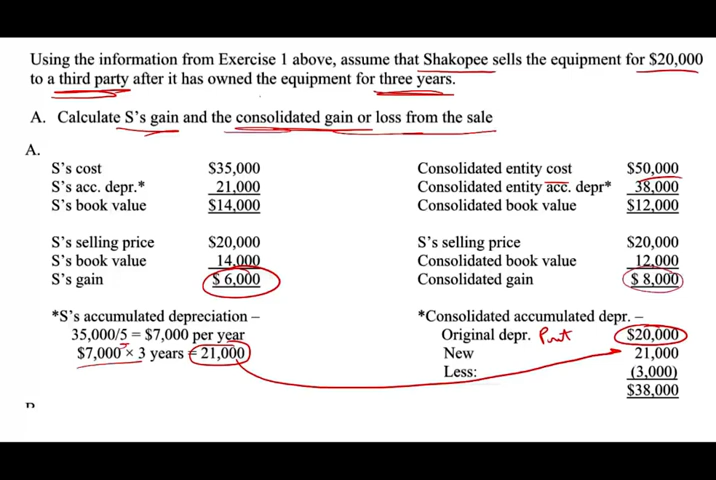 Using the information from Exercise 1 above, assume that Shakopee sells the equipment for $20,000
to a third party after it has owned the equipment for three years.
A. Calculate S's gain and the consolidated gain or loss from the sale
A.
S's cost $35,000
S's acc. depr.* 21,000
S's book value $14,000
S's selling price $20,000
S's book value 14,000
S's gain $ 6,000
*S's accumulated depreciation –
35,000/5 = $7,000 per year
$7,000 × 3 years = 21,000
Consolidated entity cost $50,000
Consolidated entity acc. depr* 38,000
Consolidated book value $12,000
S's selling price $20,000
Consolidated book value 12,000
Consolidated gain $ 8,000
*Consolidated accumulated depr. –
Original depr. $20,000
New 21,000
Less: (3,000)
$38,000